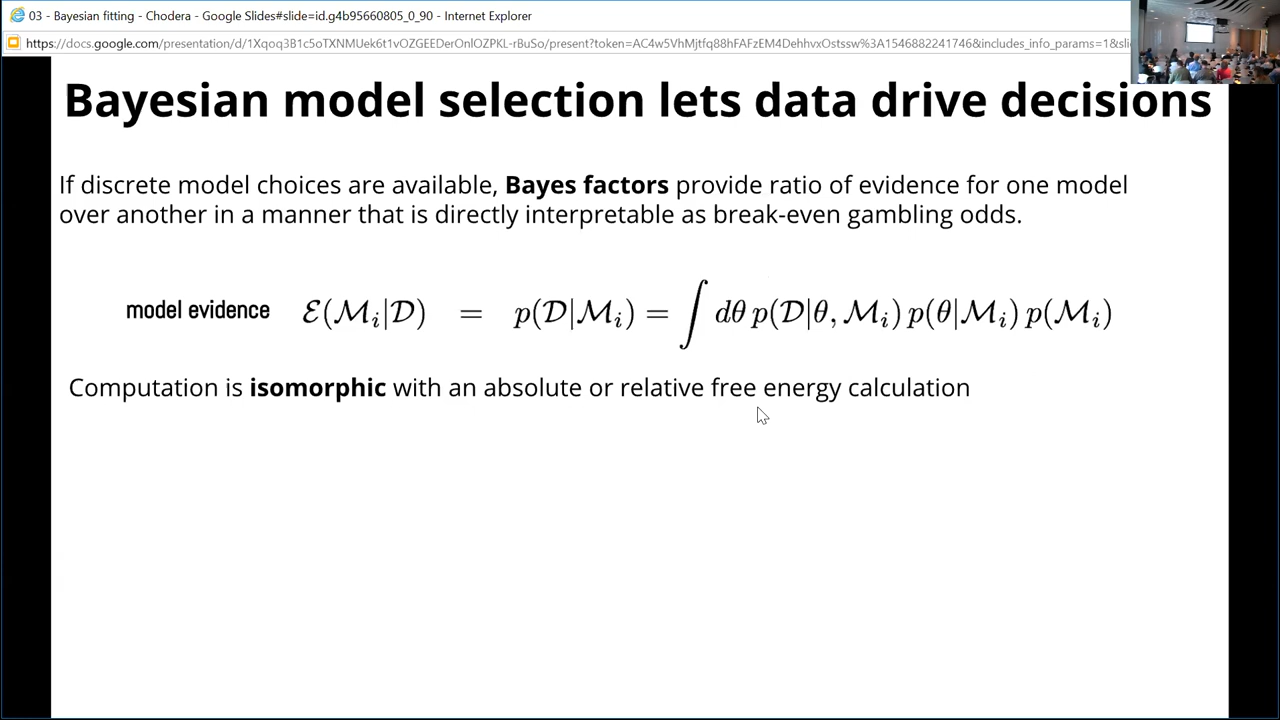 03 - Bayesian fitting - Chodera - Google Slides#slide=id.g4b95660805_0_90 - Internet Explorer
https://docs.google.com/presentation/d/1Xqoq3B1c5oTXNMUek6t1vOZGEEDerOnlOZPKL-rBuSo/present?token=AC4w5VhMjtfq88hFAFzEM4DehhvxOstssw%3A1546882241746&includes_info_params=1&sli
Bayesian model selection lets data drive decisions
If discrete model choices are available, Bayes factors provide ratio of evidence for one model
over another in a manner that is directly interpretable as break-even gambling odds.
model evidence ℰ(ℳᵢ|𝒟) = p(𝒟|ℳᵢ) = ∫ dθ p(𝒟|θ, ℳᵢ) p(θ|ℳᵢ) p(ℳᵢ)
Computation is isomorphic with an absolute or relative free energy calculation